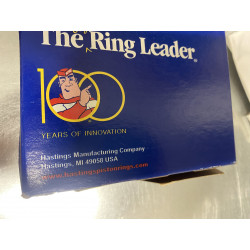 The Ring Leader®
100
YEARS OF INNOVATION
Hastings Manufacturing Company
Hastings, MI 49058 USA
www.hastingspistonrings.com